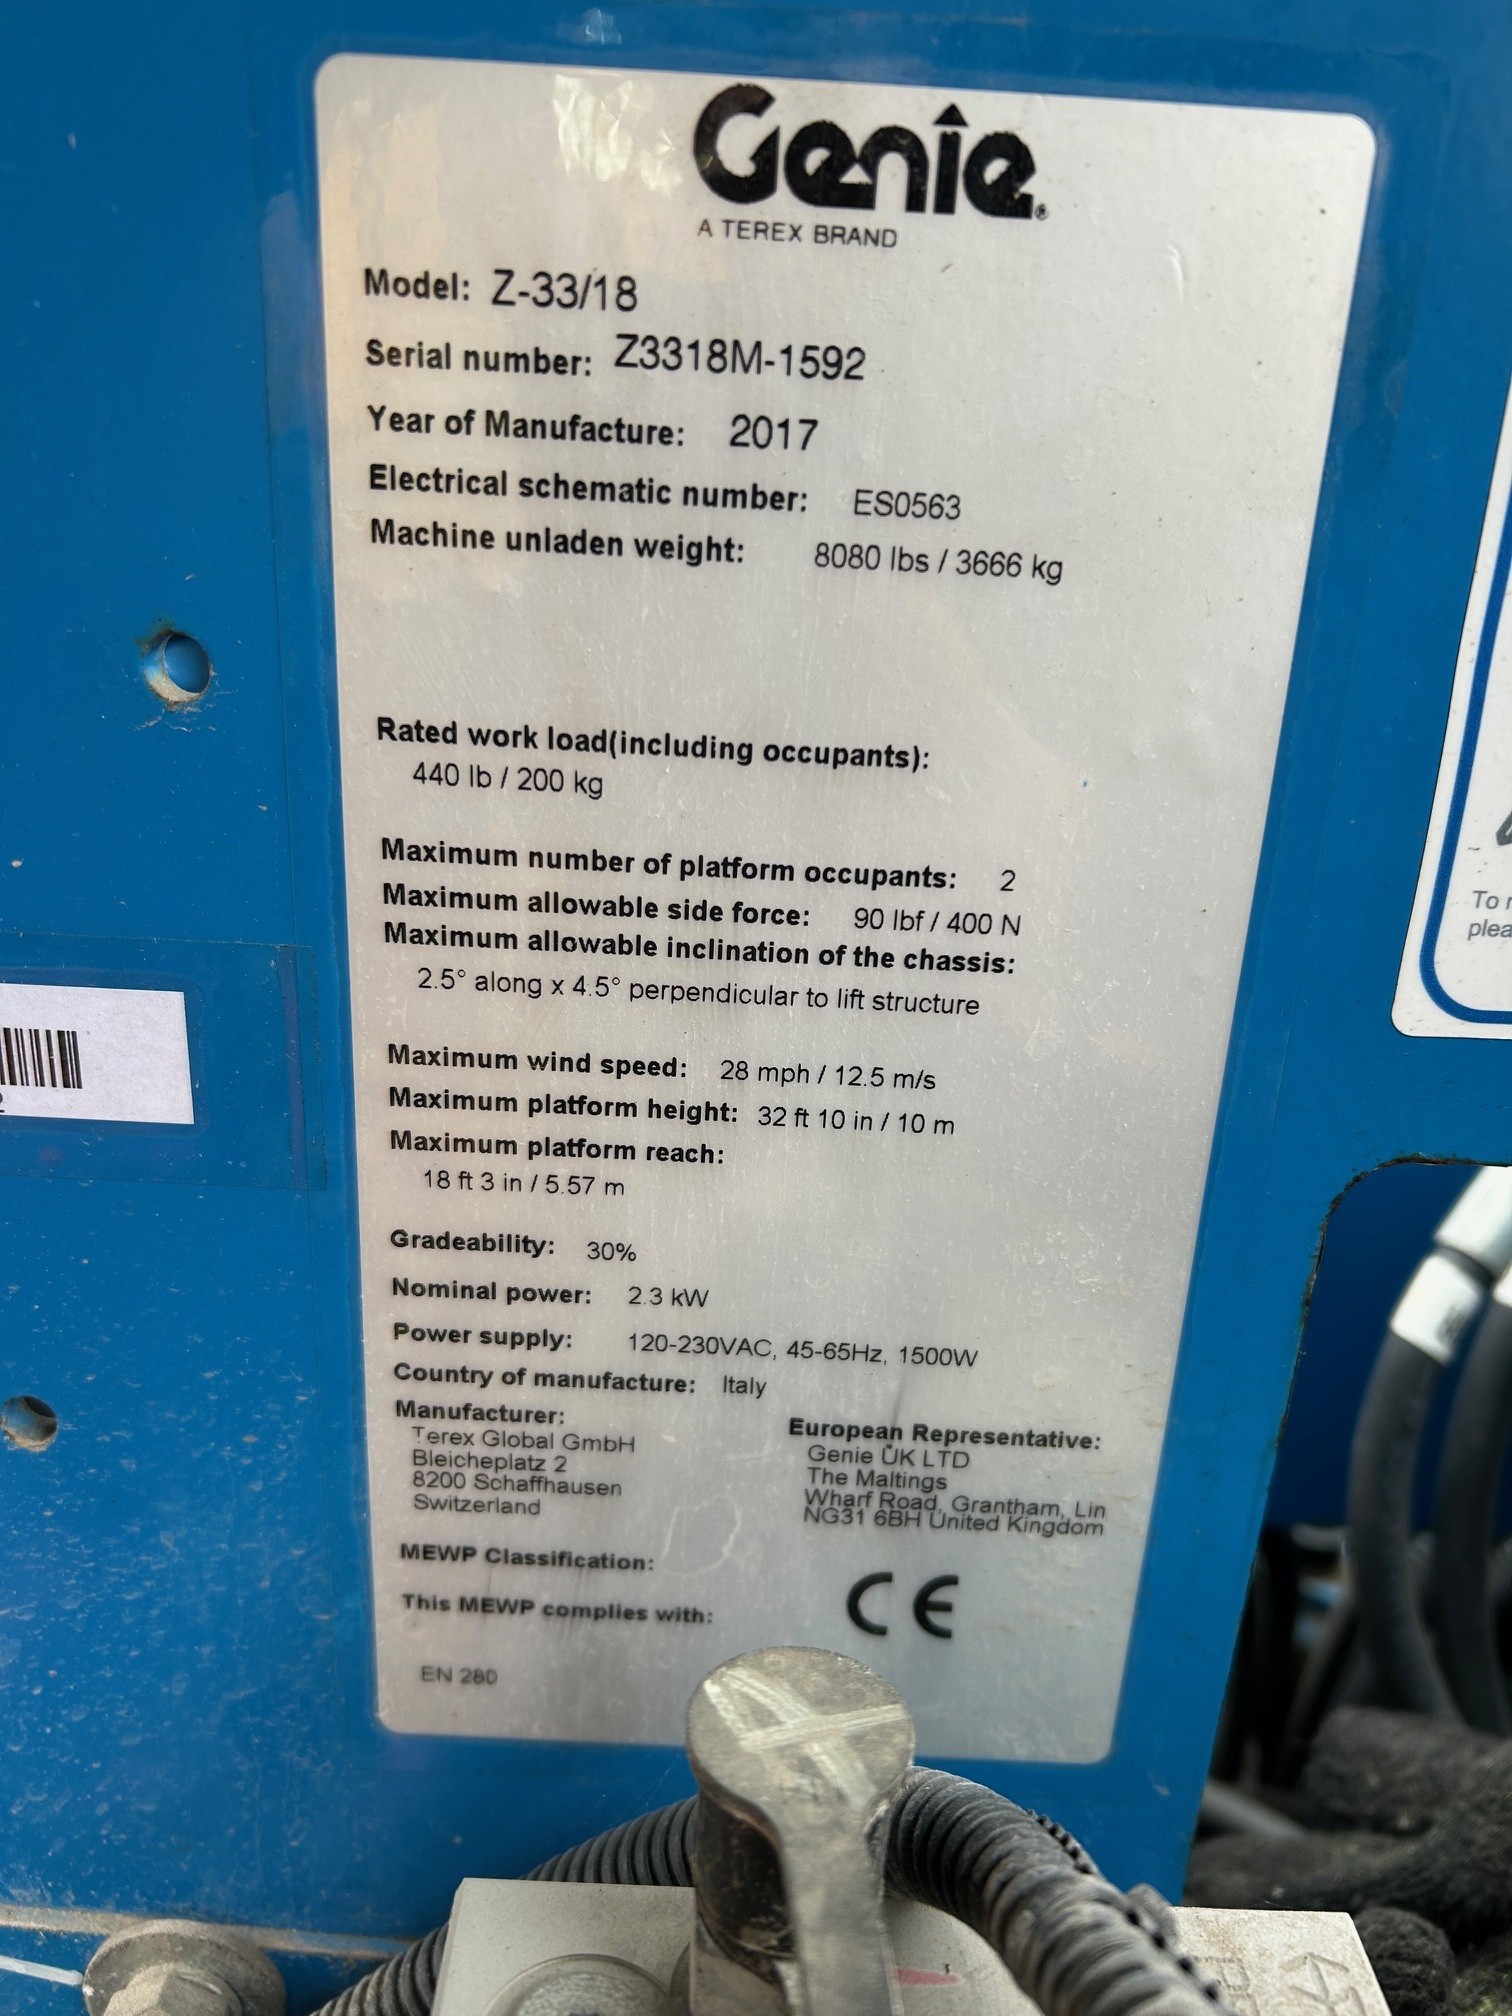 Genie®
A TEREX BRAND
Model: Z-33/18
Serial number: Z3318M-1592
Year of Manufacture: 2017
Electrical schematic number: ES0563
Machine unladen weight: 8080 lbs / 3666 kg
Rated work load(including occupants):
440 lb / 200 kg
Maximum number of platform occupants: 2
Maximum allowable side force: 90 lbf / 400 N
Maximum allowable inclination of the chassis:
2.5° along x 4.5° perpendicular to lift structure
Maximum wind speed: 28 mph / 12.5 m/s
Maximum platform height: 32 ft 10 in / 10 m
Maximum platform reach:
18 ft 3 in / 5.57 m
Gradeability: 30%
Nominal power: 2.3 kW
Power supply: 120-230VAC, 45-65Hz, 1500W
Country of manufacture: Italy
Manufacturer:
Terex Global GmbH
Bleicheplatz 2
8200 Schaffhausen
Switzerland
European Representative:
Genie UK LTD
The Maltings
Wharf Road, Grantham, Lin
NG31 6BH United Kingdom
MEWP Classification:
This MEWP complies with:
CE
EN 280
To